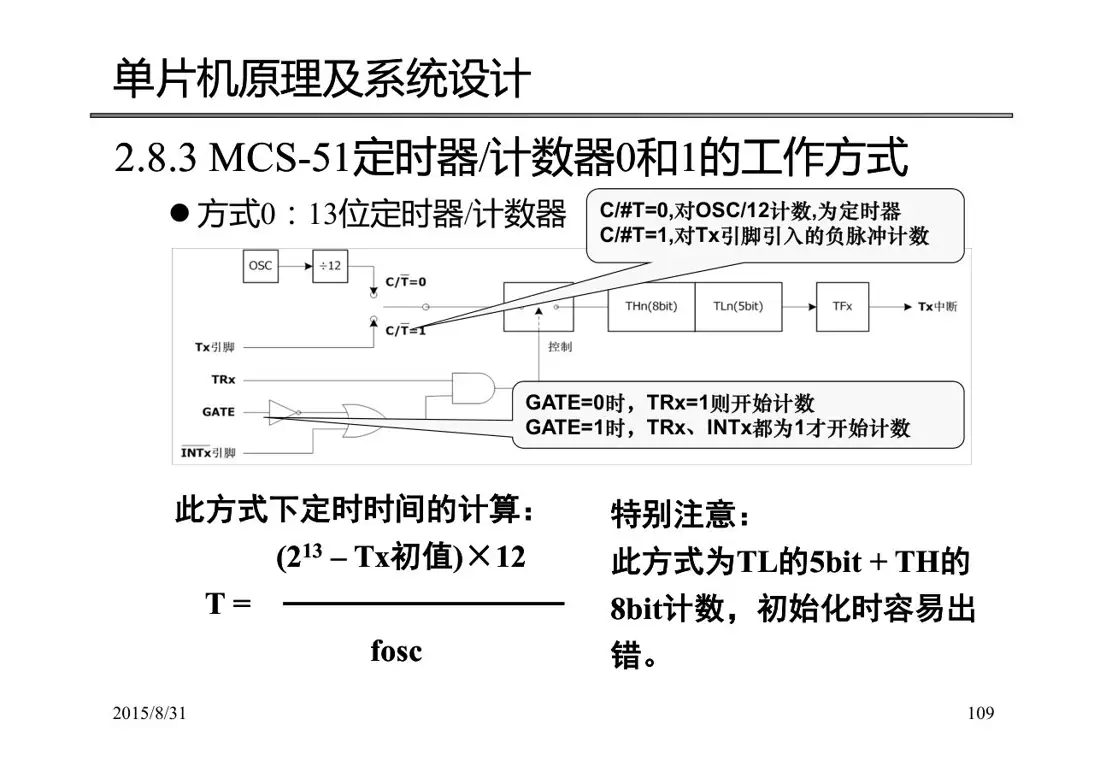 单片机原理及系统设计
2.8.3 MCS-51定时器/计数器0和1的工作方式
● 方式0：13位定时器/计数器
C/#T=0,对OSC/12计数,为定时器
C/#T=1,对Tx引脚引入的负脉冲计数
OSC
÷12
C/T̅=0
C/T̅=1
THn(8bit)
TLn(5bit)
TFx
Tx中断
Tx引脚
控制
TRx
GATE
I̅N̅T̅x̅引脚
GATE=0时，TRx=1则开始计数
GATE=1时，TRx、INTx都为1才开始计数
此方式下定时时间的计算：
(2¹³ – Tx初值)×12
T =
fosc
特别注意：
此方式为TL的5bit + TH的
8bit计数，初始化时容易出
错。
2015/8/31
109